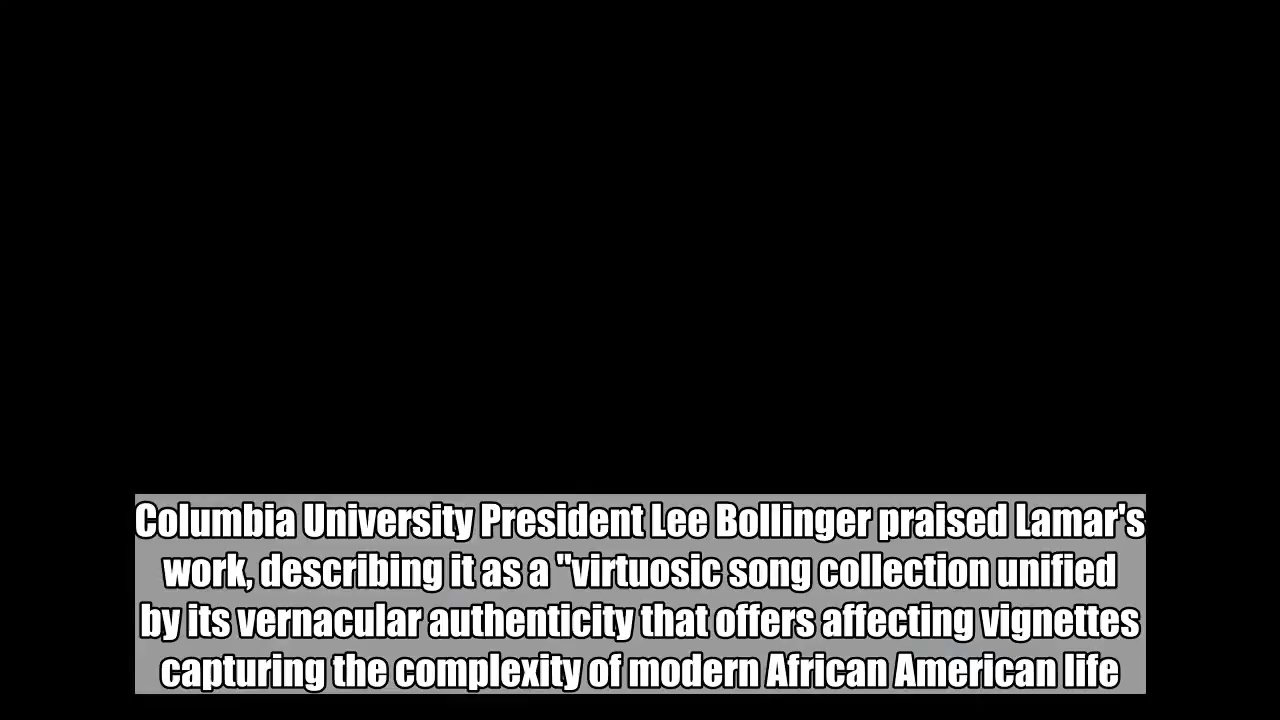 Columbia University President Lee Bollinger praised Lamar's
work, describing it as a "virtuosic song collection unified
by its vernacular authenticity that offers affecting vignettes
capturing the complexity of modern African American life